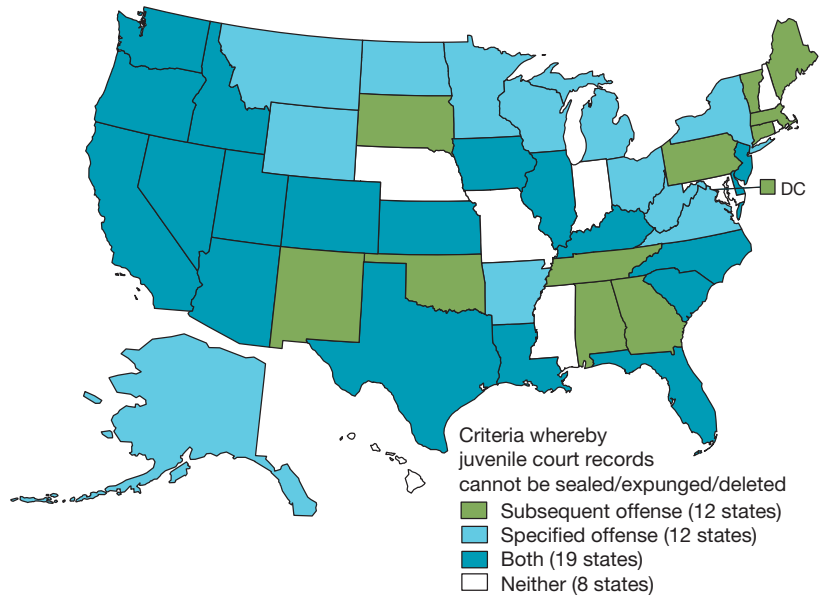 DC
Criteria whereby
juvenile court records
cannot be sealed/expunged/deleted
Subsequent offense (12 states)
Specified offense (12 states)
Both (19 states)
Neither (8 states)